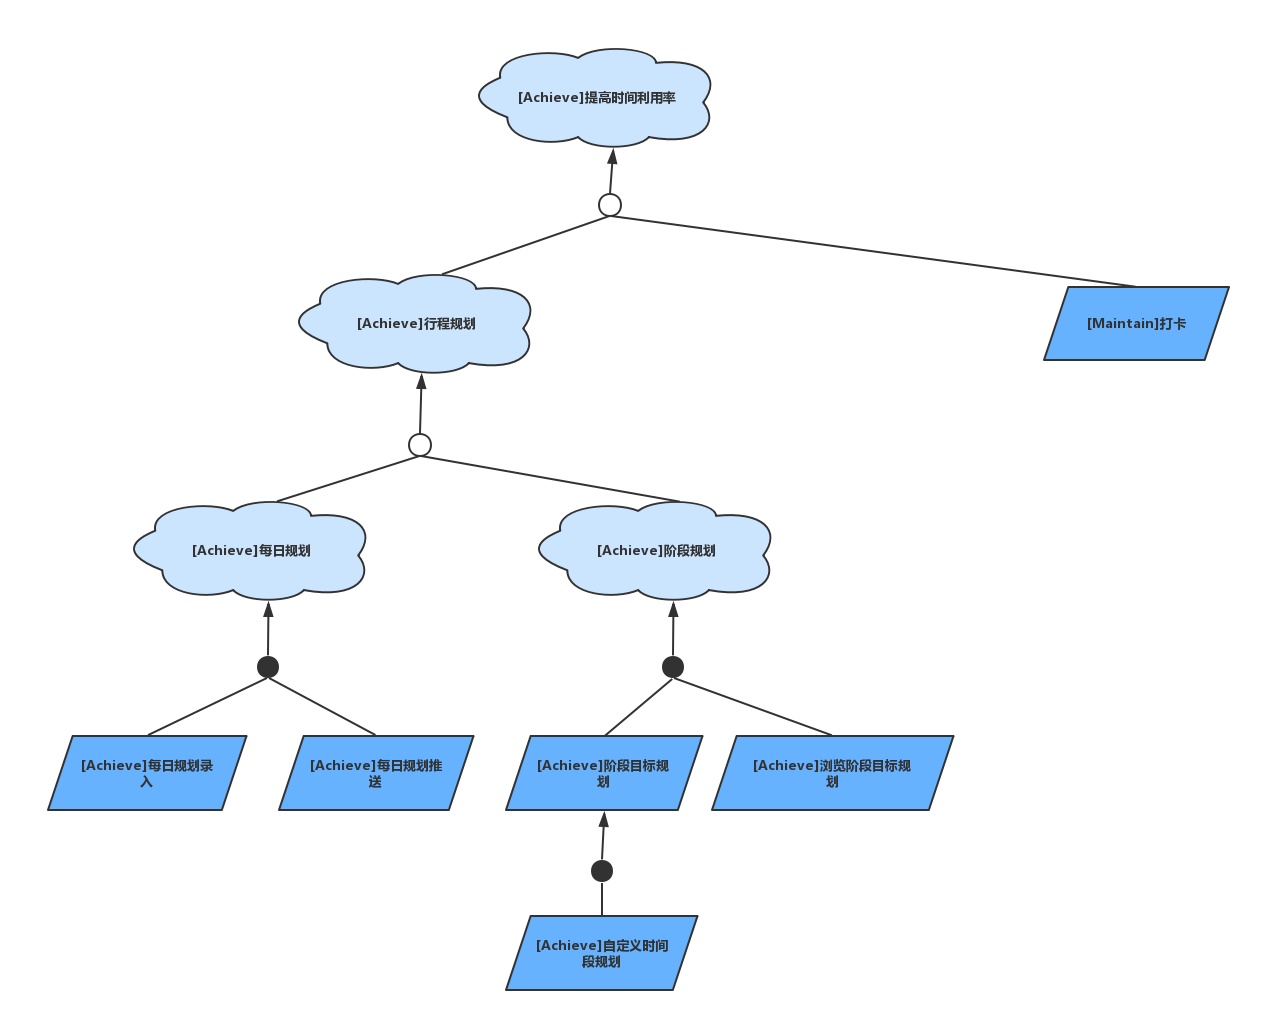 [Achieve]提高时间利用率
[Achieve]行程规划
[Maintain]打卡
[Achieve]每日规划
[Achieve]阶段规划
[Achieve]每日规划录
入
[Achieve]每日规划推
送
[Achieve]阶段目标规
划
[Achieve]浏览阶段目标规
划
[Achieve]自定义时间
段规划